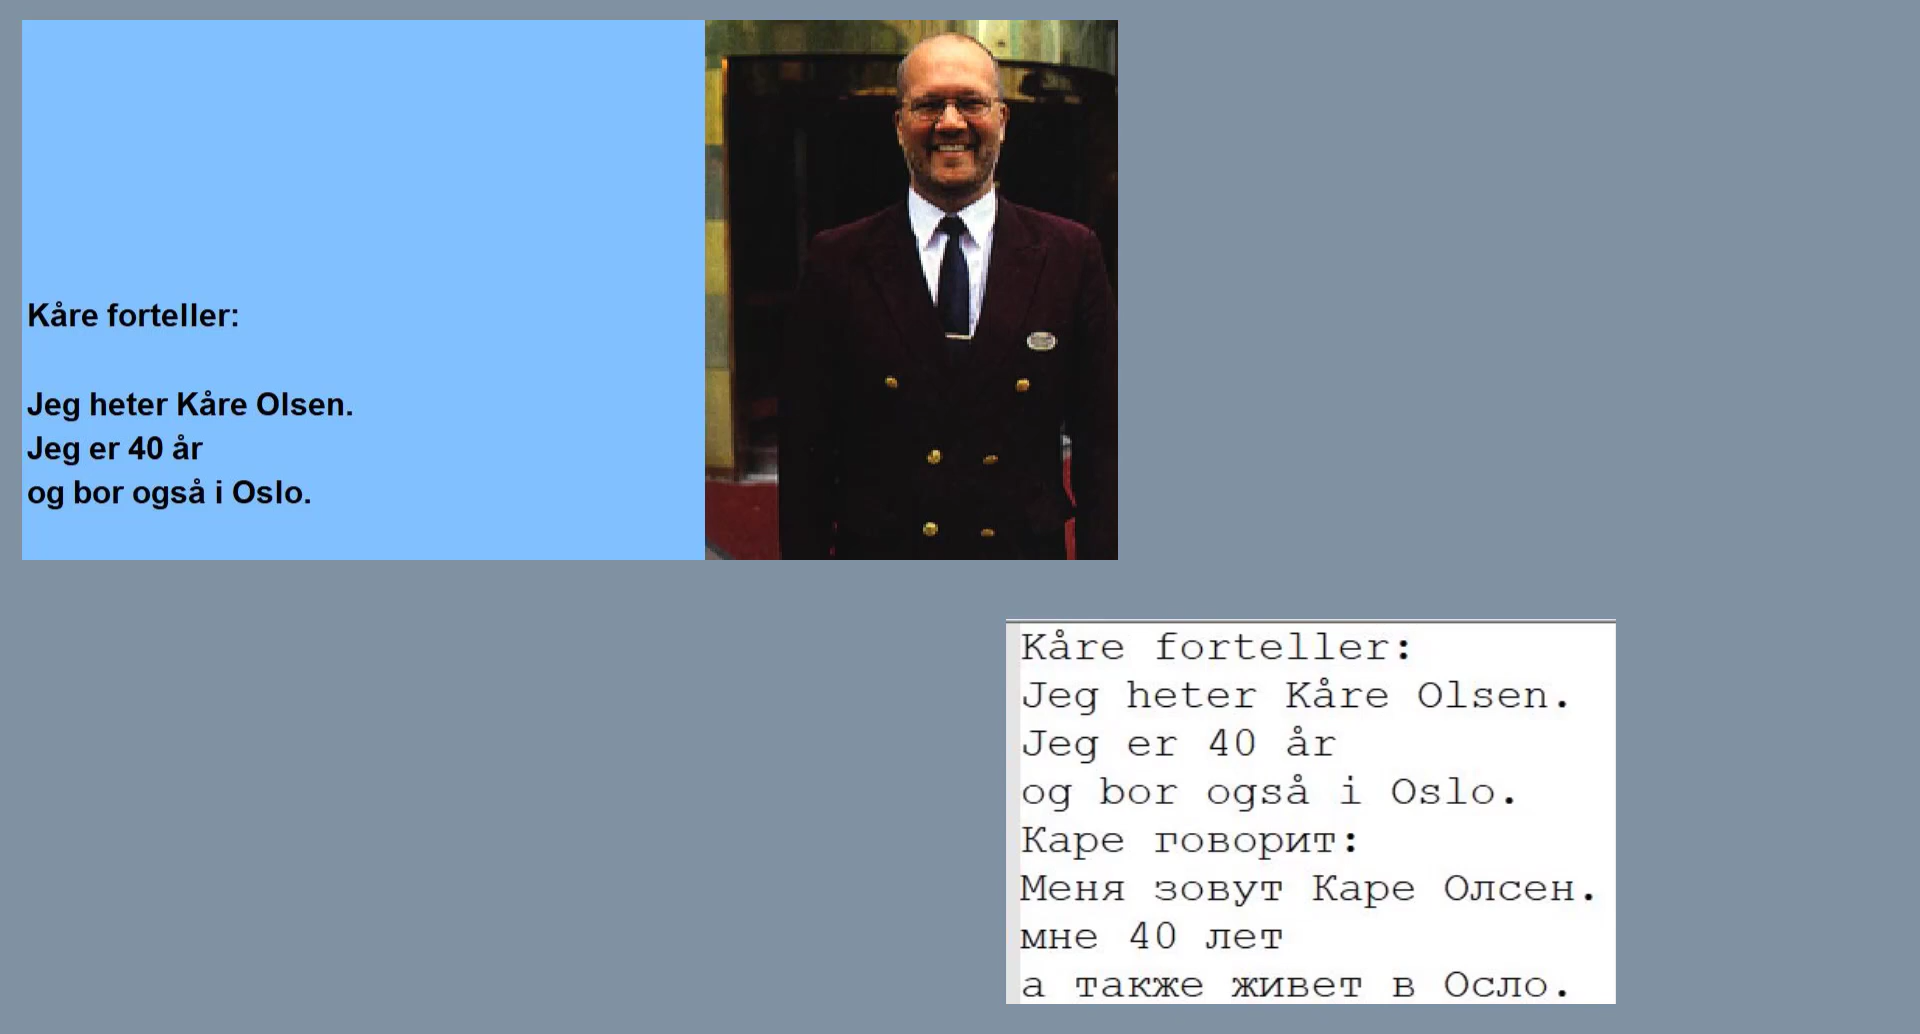 Kåre forteller:
Jeg heter Kåre Olsen.
Jeg er 40 år
og bor også i Oslo.
Kåre forteller:
Jeg heter Kåre Olsen.
Jeg er 40 år
og bor også i Oslo.
Каре говорит:
Меня зовут Каре Олсен.
мне 40 лет
а также живет в Осло.